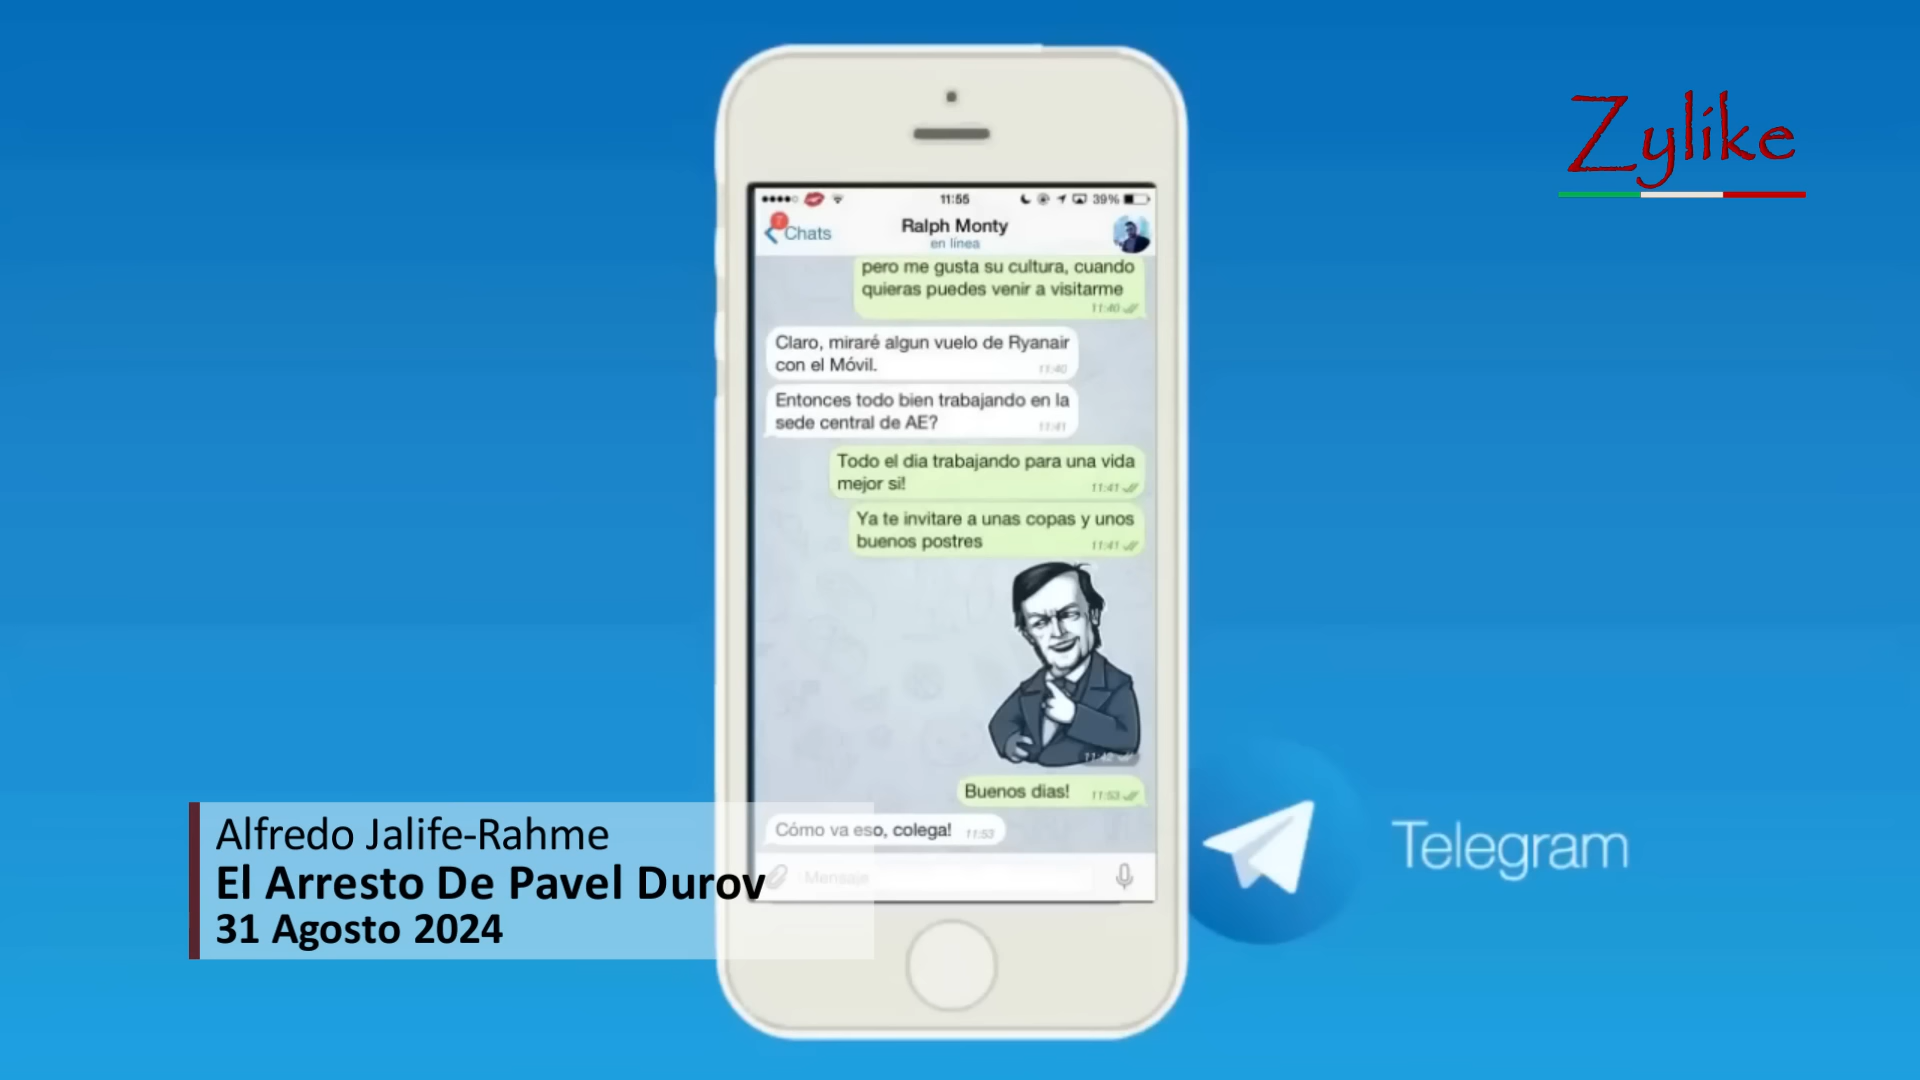 Zylike
11:55
39%
7
Chats
Ralph Monty
en línea
pero me gusta su cultura, cuando
quieras puedes venir a visitarme
11:40
Claro, miraré algun vuelo de Ryanair
con el Móvil.
11:40
Entonces todo bien trabajando en la
sede central de AE?
11:41
Todo el dia trabajando para una vida
mejor si!
11:41
Ya te invitare a unas copas y unos
buenos postres
11:41
11:42
Buenos dias!
11:53
Cómo va eso, colega!
11:53
Mensaje
Telegram
Alfredo Jalife-Rahme
El Arresto De Pavel Durov
31 Agosto 2024